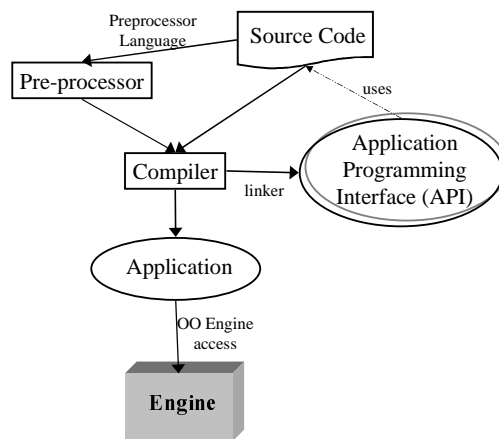 Preprocessor
Language
Source Code
Pre-processor
uses
Application
Programming
Interface (API)
Compiler
linker
Application
OO Engine
access
Engine